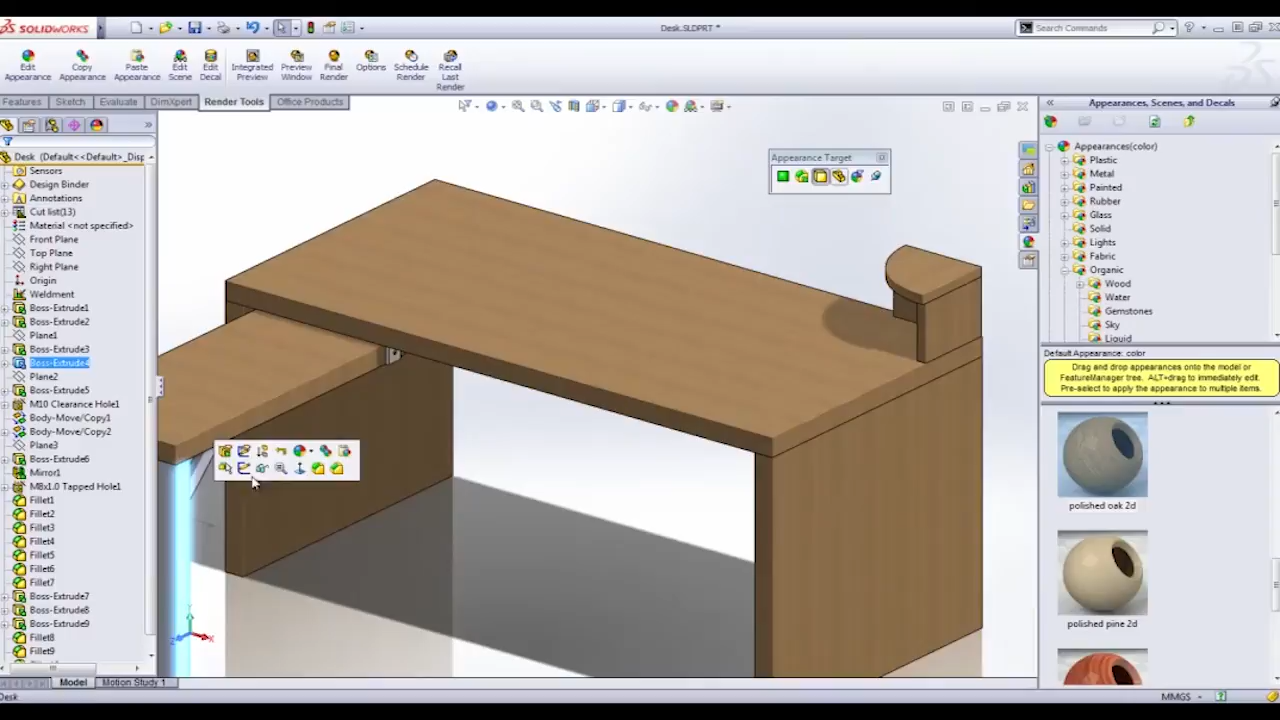 SOLIDWORKS
Desk.SLDPRT *
Search Commands
Edit Appearance
Copy Appearance
Paste Appearance
Edit Scene
Edit Decal
Integrated Preview
Preview Window
Final Render
Options
Schedule Render
Recall Last Render
Features
Sketch
Evaluate
DimXpert
Render Tools
Office Products
Appearances, Scenes, and Decals
Desk (Default<<Default>_Disp
Sensors
Design Binder
Annotations
Cut list(13)
Material <not specified>
Front Plane
Top Plane
Right Plane
Origin
Weldment
Boss-Extrude1
Boss-Extrude2
Plane1
Boss-Extrude3
Boss-Extrude4
Plane2
Boss-Extrude5
M10 Clearance Hole1
Body-Move/Copy1
Body-Move/Copy2
Plane3
Boss-Extrude6
Mirror1
M8x1.0 Tapped Hole1
Fillet1
Fillet2
Fillet3
Fillet4
Fillet5
Fillet6
Fillet7
Boss-Extrude7
Boss-Extrude8
Boss-Extrude9
Fillet8
Fillet9
Appearance Target
Appearances(color)
Plastic
Metal
Painted
Rubber
Glass
Solid
Lights
Fabric
Organic
Wood
Water
Gemstones
Sky
Liquid
Default Appearance: color
Drag and drop appearances onto the model or
FeatureManager tree. ALT+drag to immediately edit.
Pre-select to apply the appearance to multiple items.
polished oak 2d
polished pine 2d
Z
X
Model
Motion Study 1
Desk
MMGS